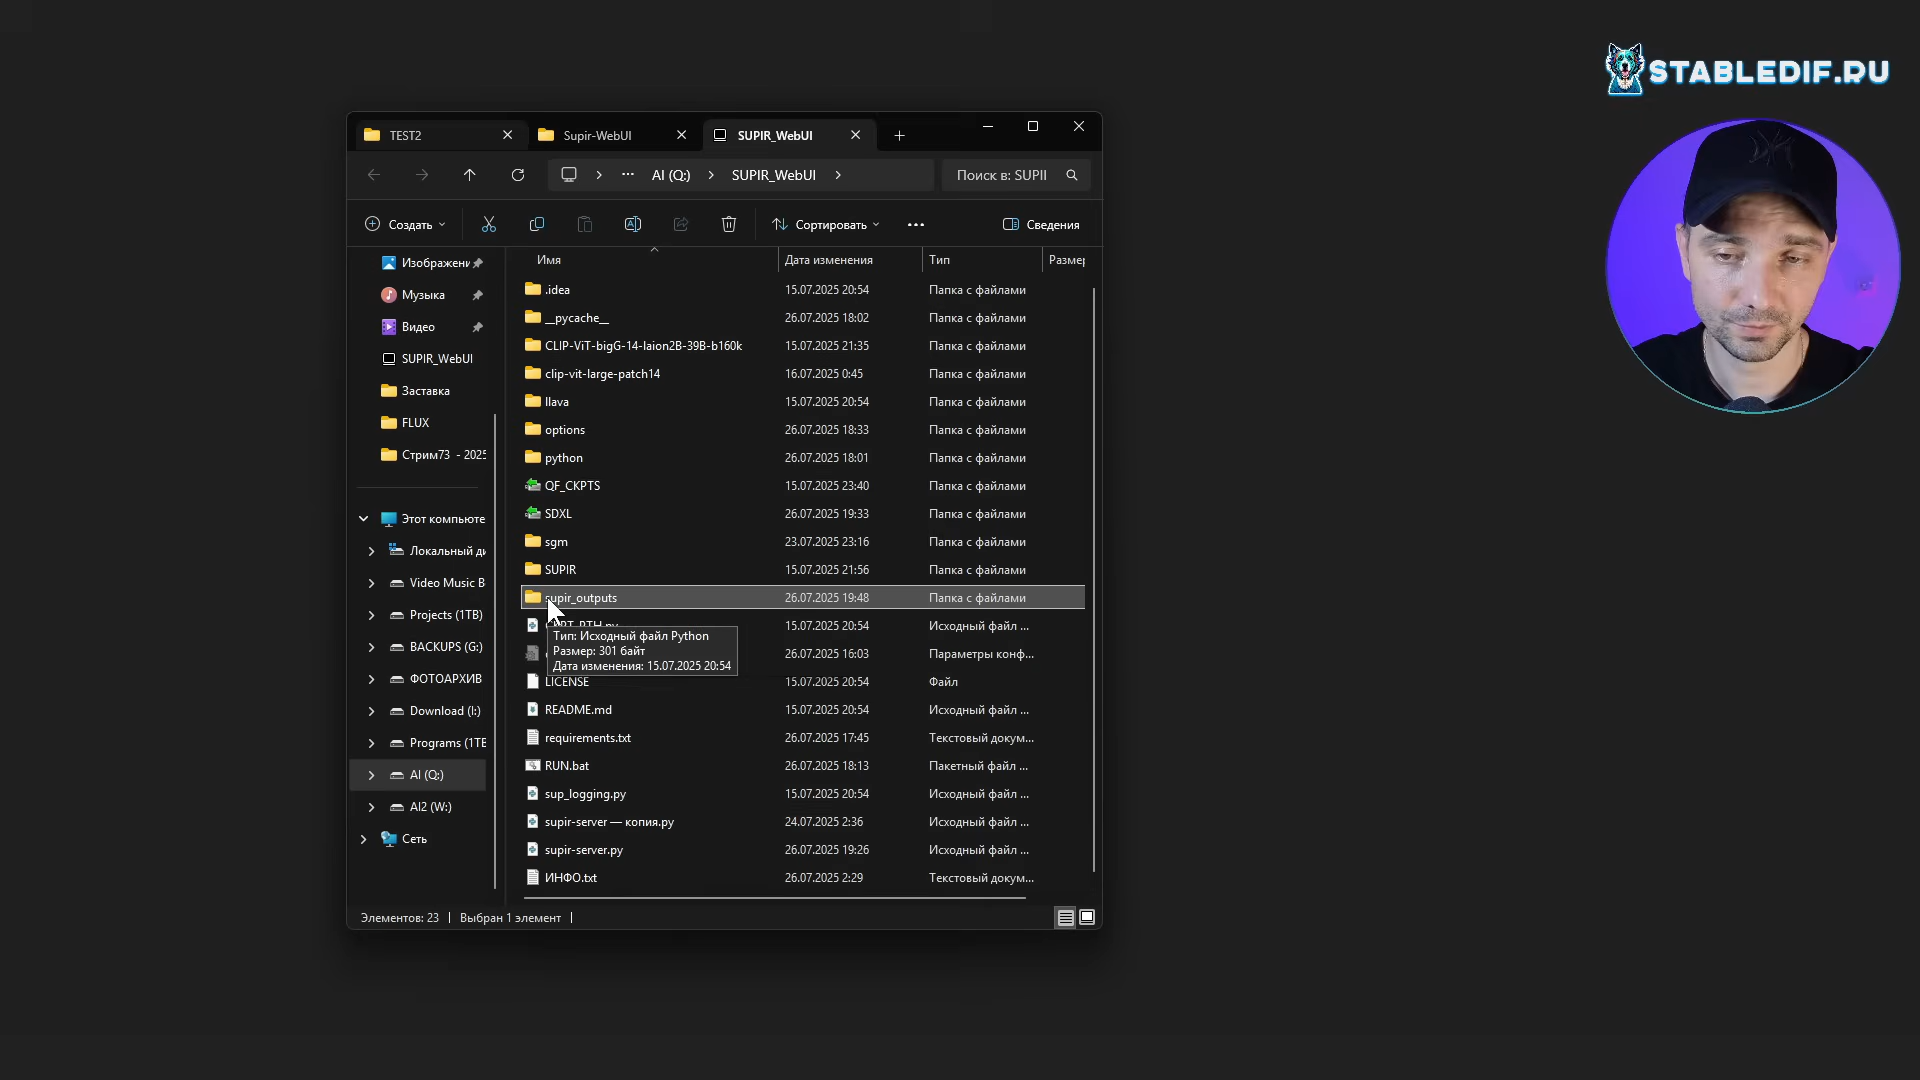 STABLEDIF.RU
TEST2
Supir-WebUI
SUPIR_WebUI
AI (Q:)
SUPIR_WebUI
Поиск в: SUPII
Создать
Сортировать
Сведения
Имя
Дата изменения
Тип
Размер
Изображени
Музыка
Видео
SUPIR_WebUI
Заставка
FLUX
Стрим73 - 2025
Этот компьюте
Локальный ди
Video Music B
Projects (1TB)
BACKUPS (G:)
ФОТОАРХИВ
Download (I:)
Programs (1TE
AI (Q:)
AI2 (W:)
Сеть
.idea 15.07.2025 20:54 Папка с файлами
__pycache__ 26.07.2025 18:02 Папка с файлами
CLIP-ViT-bigG-14-laion2B-39B-b160k 15.07.2025 21:35 Папка с файлами
clip-vit-large-patch14 16.07.2025 0:45 Папка с файлами
llava 15.07.2025 20:54 Папка с файлами
options 26.07.2025 18:33 Папка с файлами
python 26.07.2025 18:01 Папка с файлами
QF_CKPTS 15.07.2025 23:40 Папка с файлами
SDXL 26.07.2025 19:33 Папка с файлами
sgm 23.07.2025 23:16 Папка с файлами
SUPIR 15.07.2025 21:56 Папка с файлами
supir_outputs 26.07.2025 19:48 Папка с файлами
15.07.2025 20:54 Исходный файл ...
26.07.2025 16:03 Параметры конф...
Тип: Исходный файл Python
Размер: 301 байт
Дата изменения: 15.07.2025 20:54
LICENSE 15.07.2025 20:54 Файл
README.md 15.07.2025 20:54 Исходный файл ...
requirements.txt 26.07.2025 17:45 Текстовый докум...
RUN.bat 26.07.2025 18:13 Пакетный файл ...
sup_logging.py 15.07.2025 20:54 Исходный файл ...
supir-server — копия.py 24.07.2025 2:36 Исходный файл ...
supir-server.py 26.07.2025 19:26 Исходный файл ...
ИНФО.txt 26.07.2025 2:29 Текстовый докум...
Элементов: 23
Выбран 1 элемент